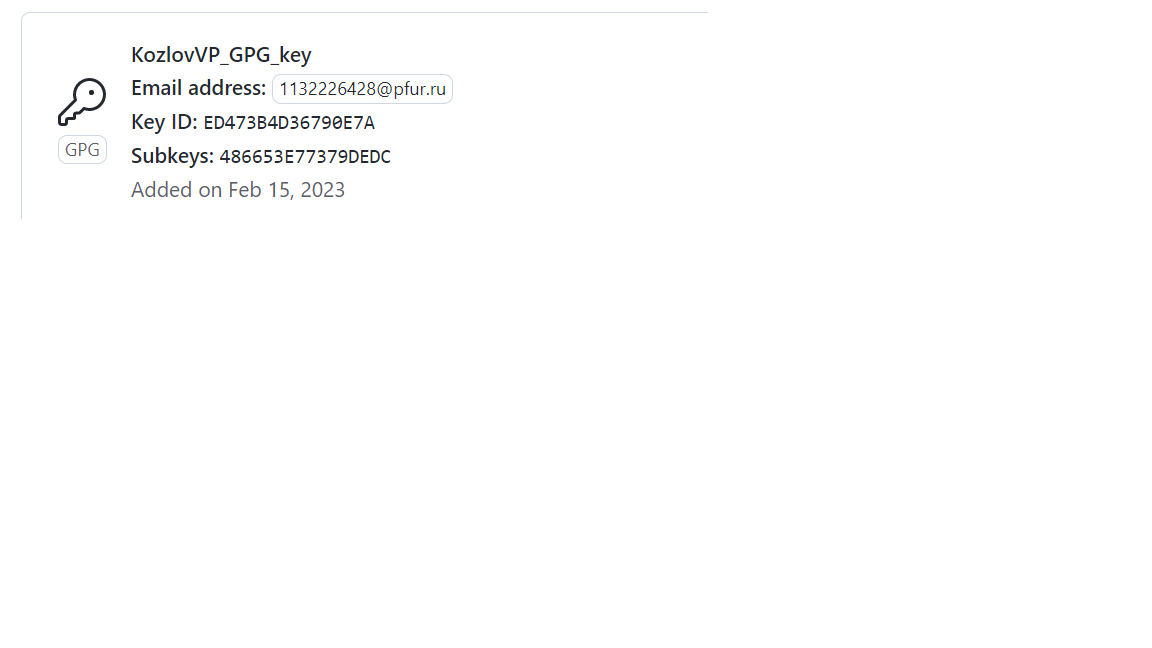 KozlovVP_GPG_key
Email address: 1132226428@pfur.ru
Key ID: ED473B4D36790E7A
GPG
Subkeys: 486653E77379DEDC
Added on Feb 15, 2023